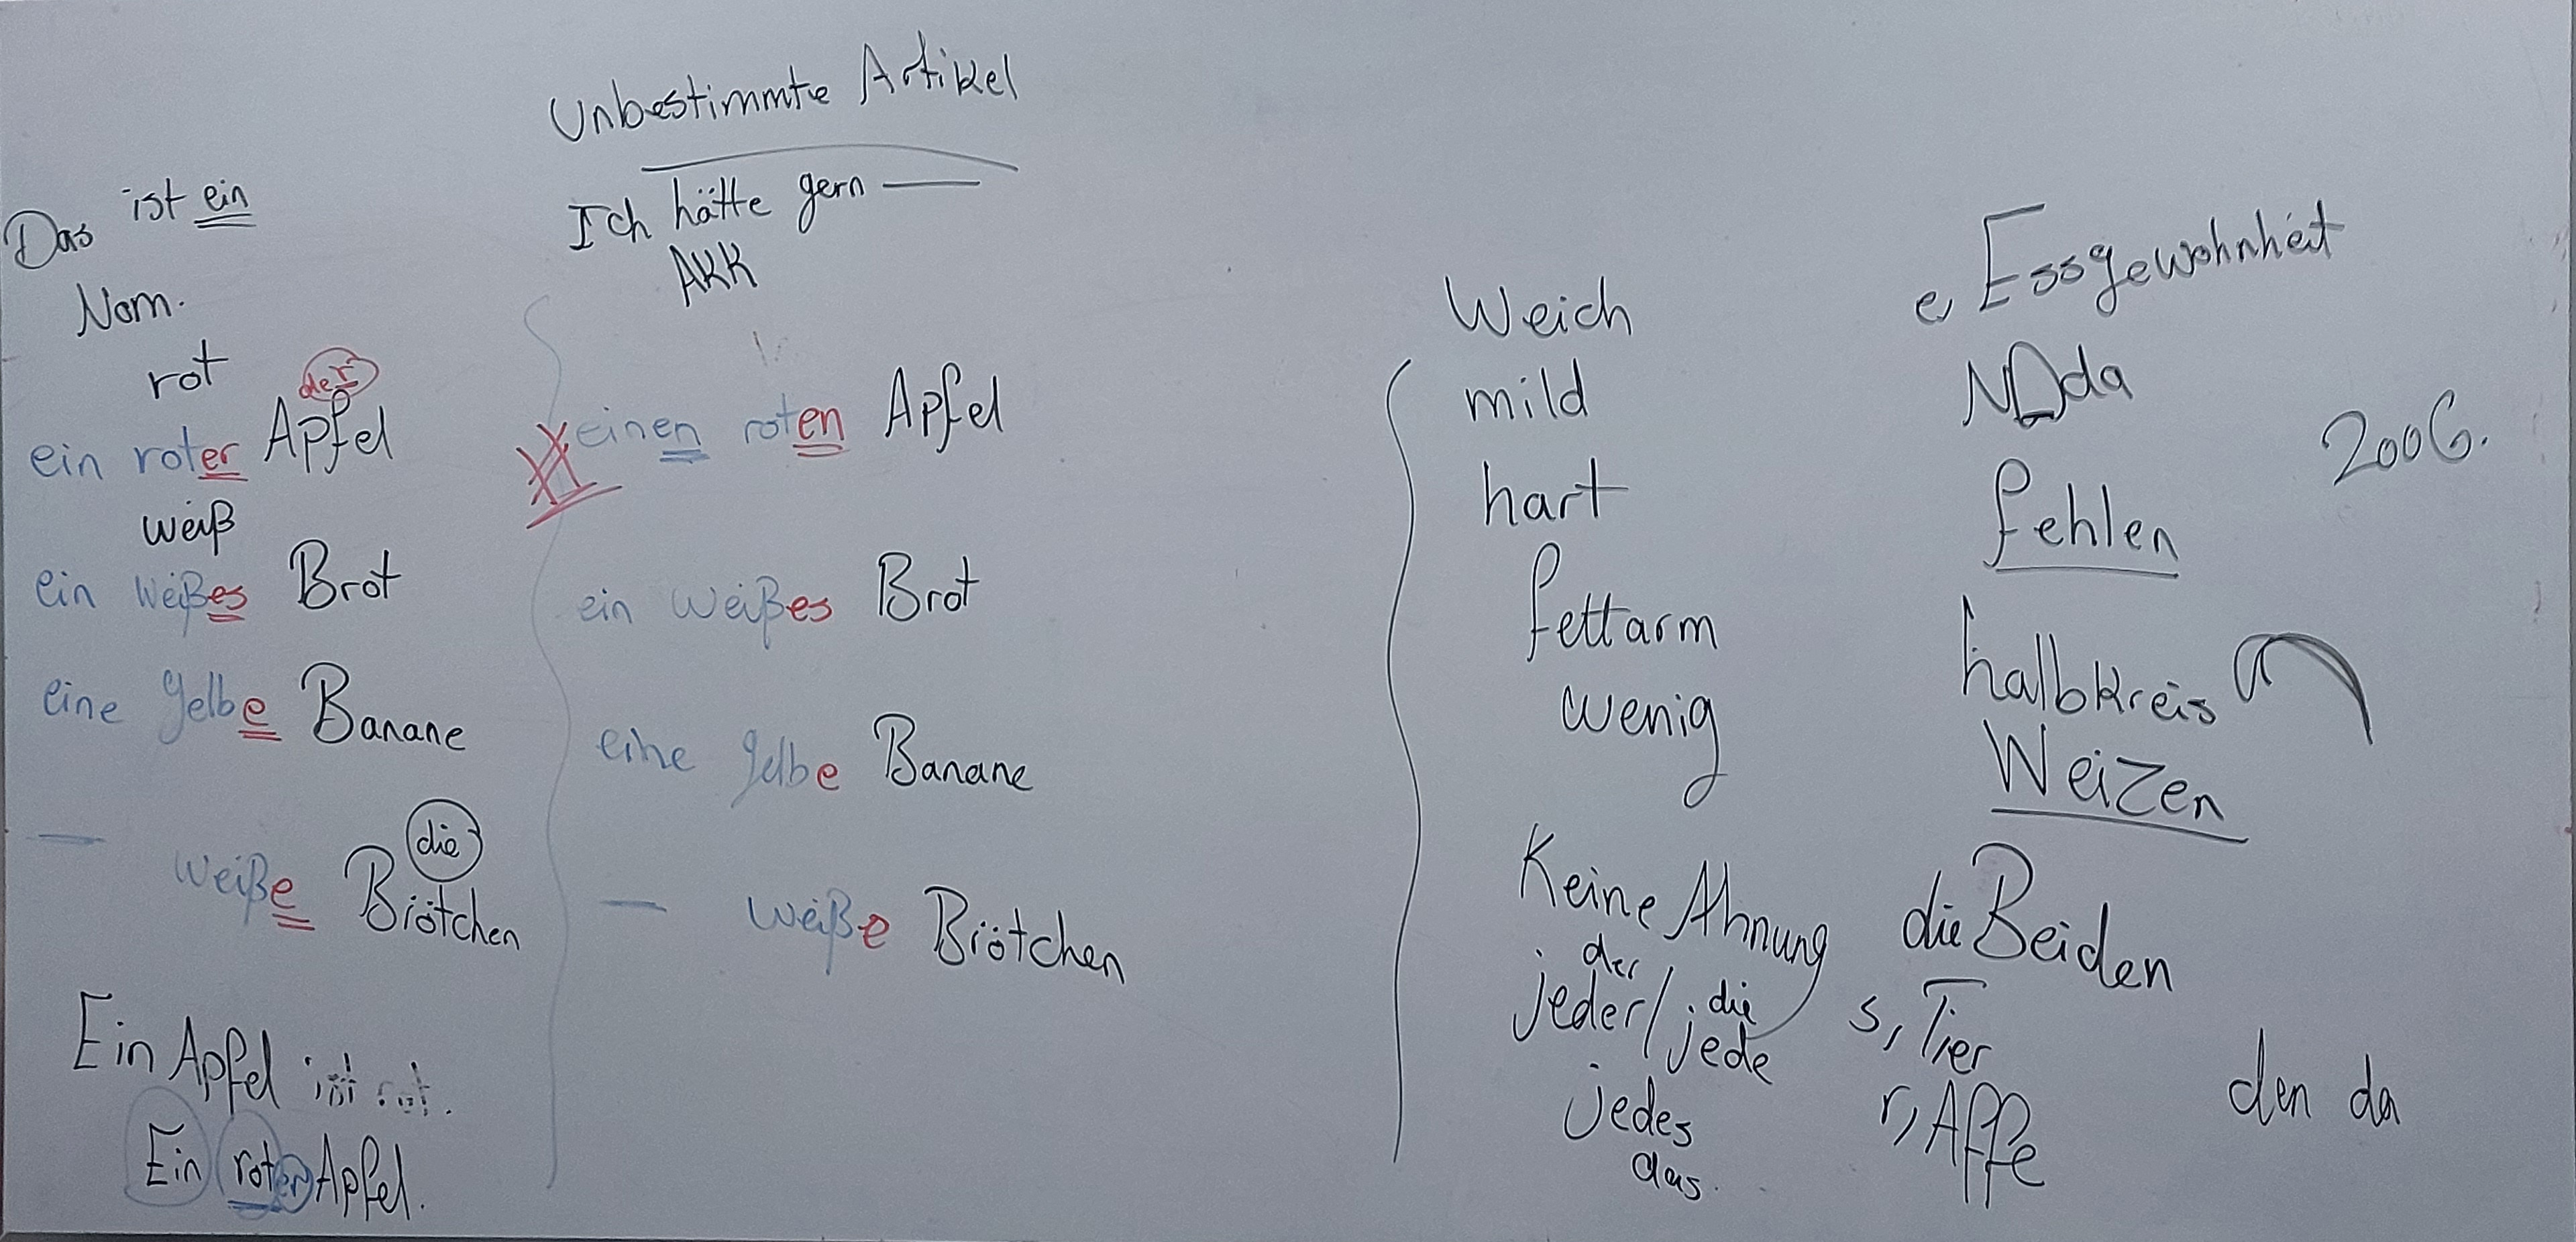 Unbestimmte Artikel
Das ist ein
Nom.
rot
der
ein roter Apfel
weiß
ein weißes Brot
eine gelbe Banane
die
— weiße Brötchen
Ein Apfel ist rot.
Ein roter Apfel.
Ich hätte gern —
AKK
einen roten Apfel
ein weißes Brot
eine gelbe Banane
— weiße Brötchen
Weich
mild
hart
fettarm
wenig
Keine Ahnung
der die
jeder/jede
jedes
das.
e, Essgewohnheit
fehlen
halbkreis
Weizen
die Beiden
s, Tier
r, Affe
200G.
den da